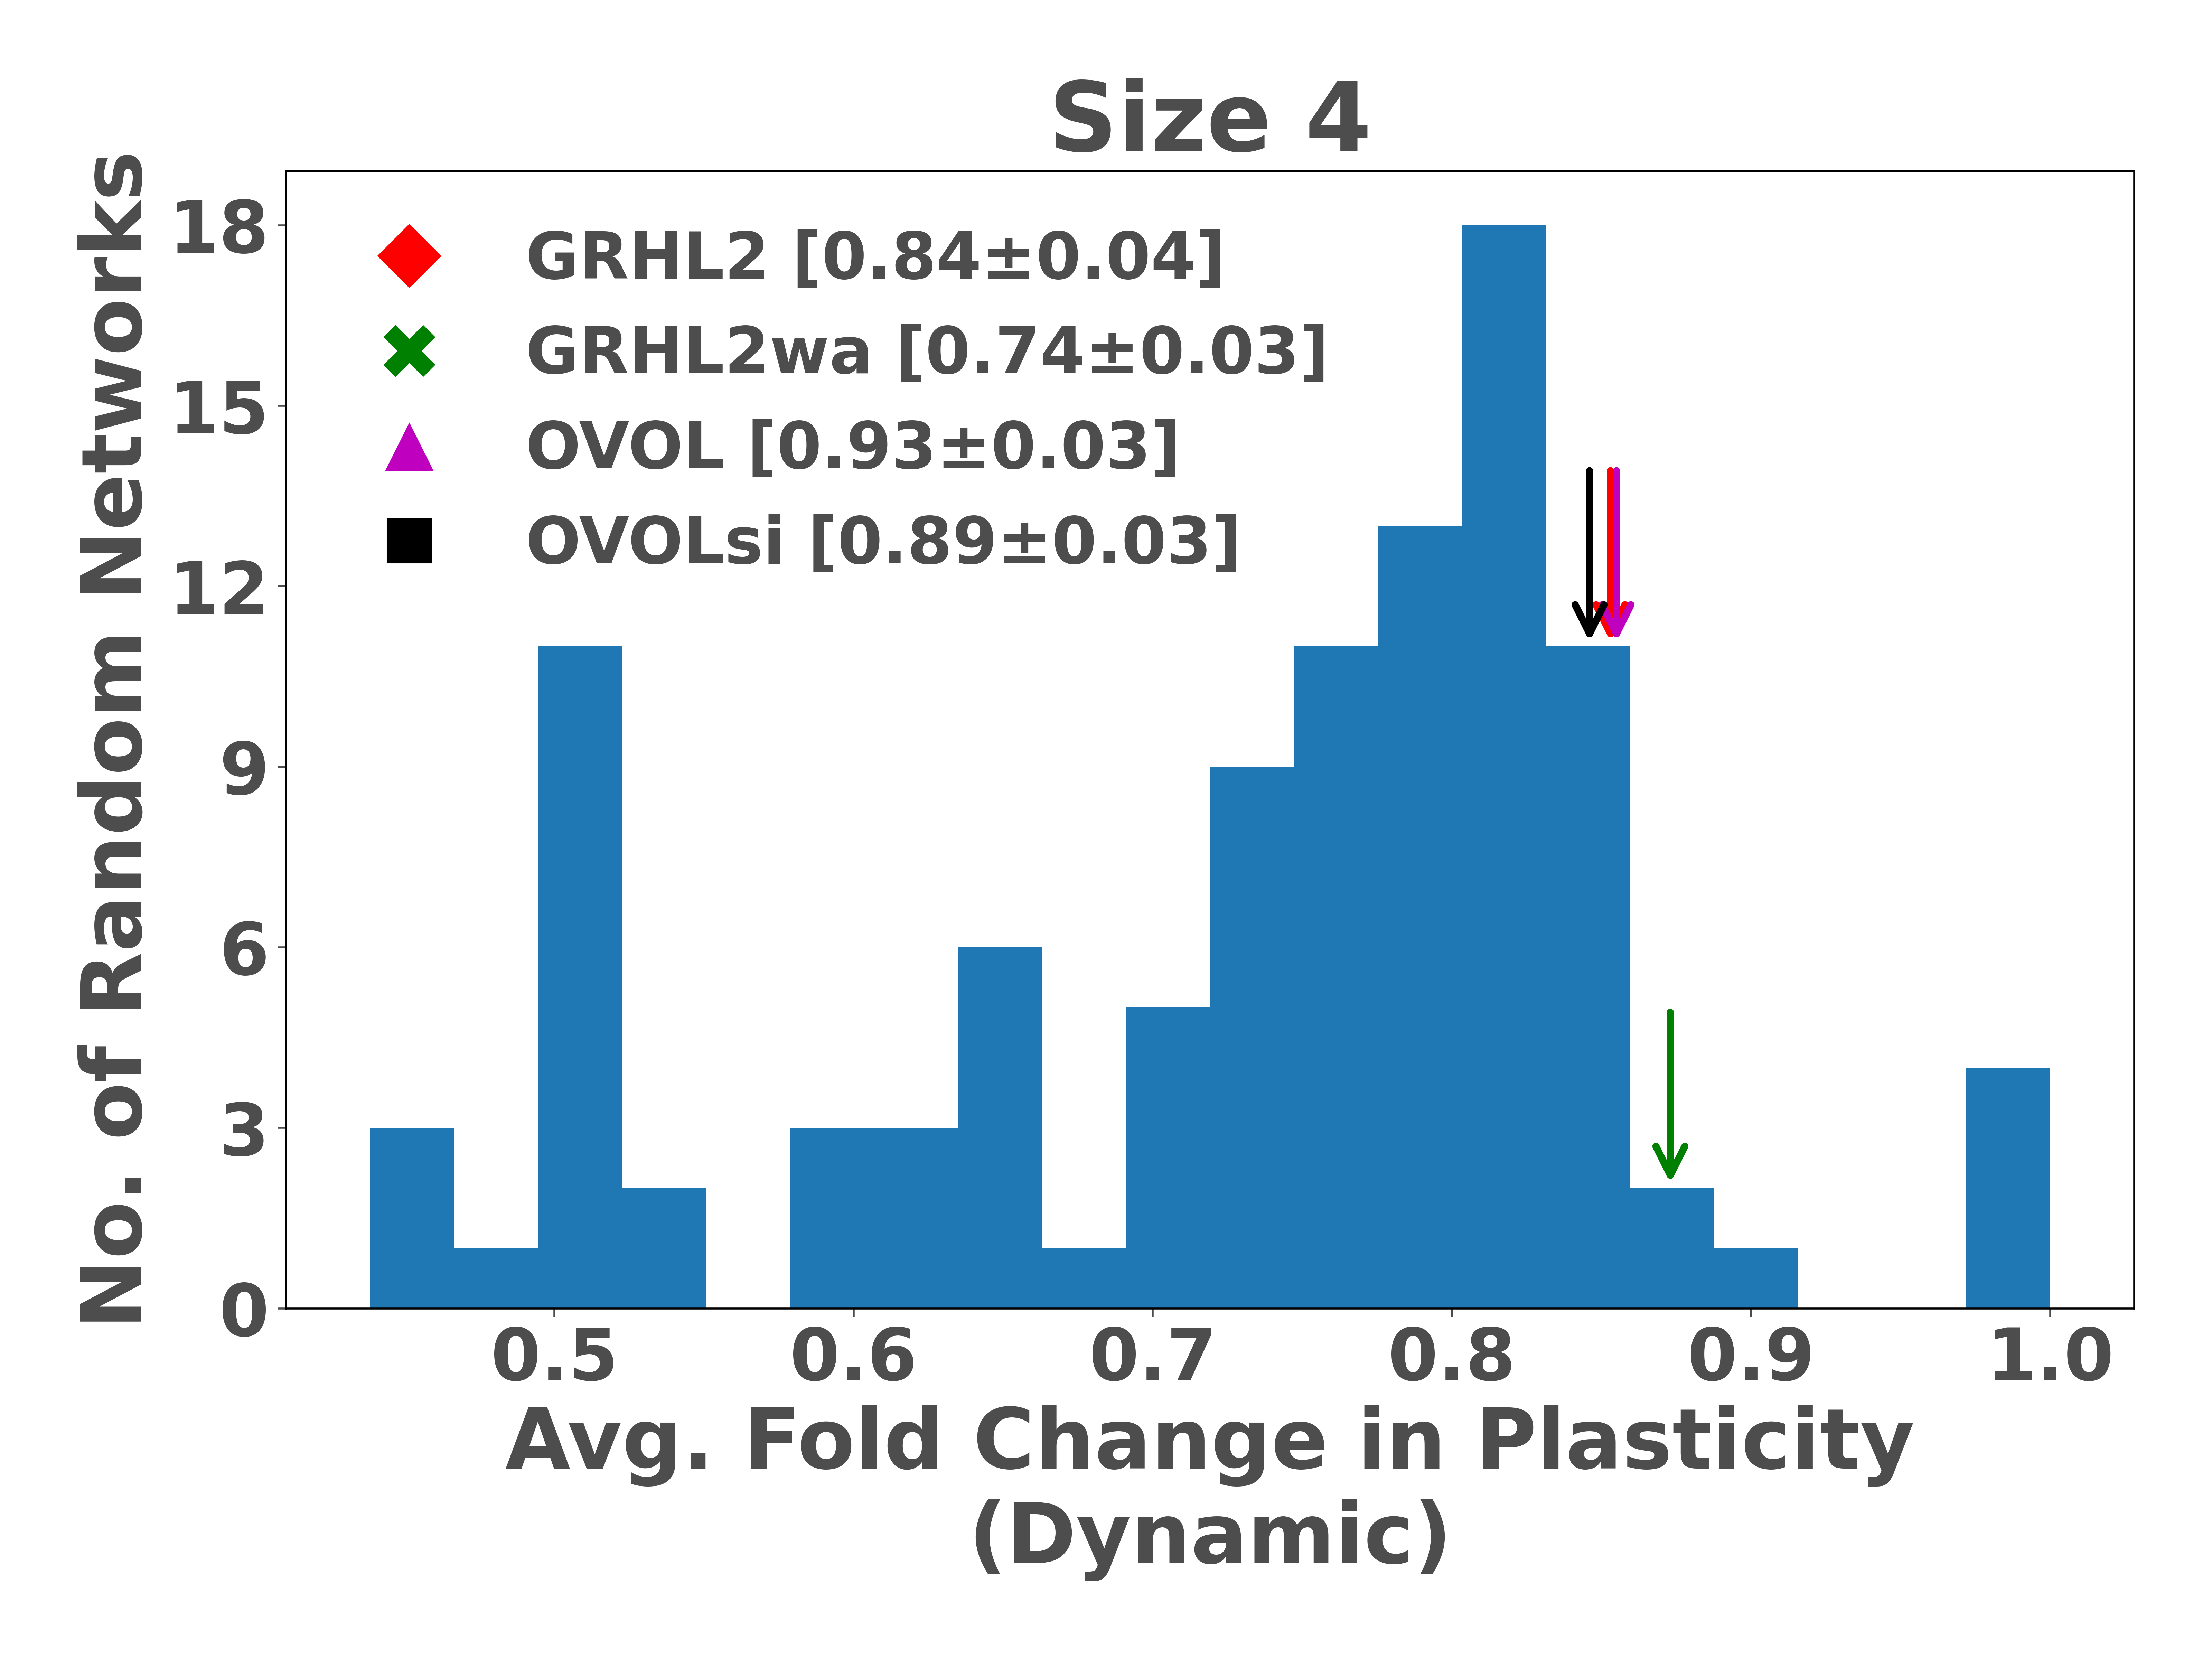 Size 4
No. of Random Networks
18
15
12
9
6
3
0
GRHL2 [0.84±0.04]
GRHL2wa [0.74±0.03]
OVOL [0.93±0.03]
OVOLsi [0.89±0.03]
0.5 0.6 0.7 0.8 0.9 1.0
Avg. Fold Change in Plasticity
(Dynamic)